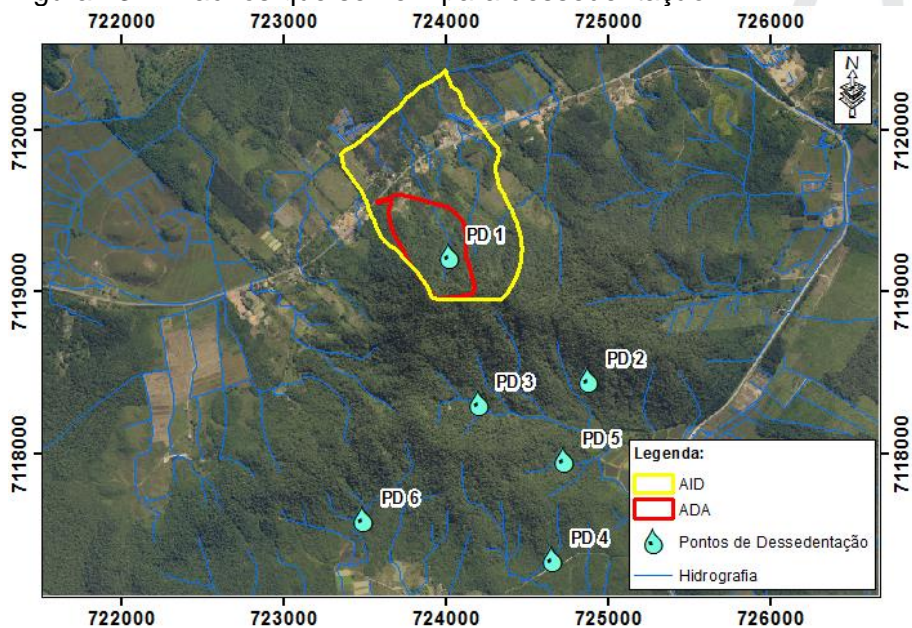 722000 723000 724000 725000 726000
N
7120000 7120000
PD 1
7119000 7119000
PD 2
PD 3
7118000 7118000
PD 5
PD 6
PD 4
Legenda:
AID
ADA
Pontos de Dessedentação
Hidrografia
722000 723000 724000 725000 726000